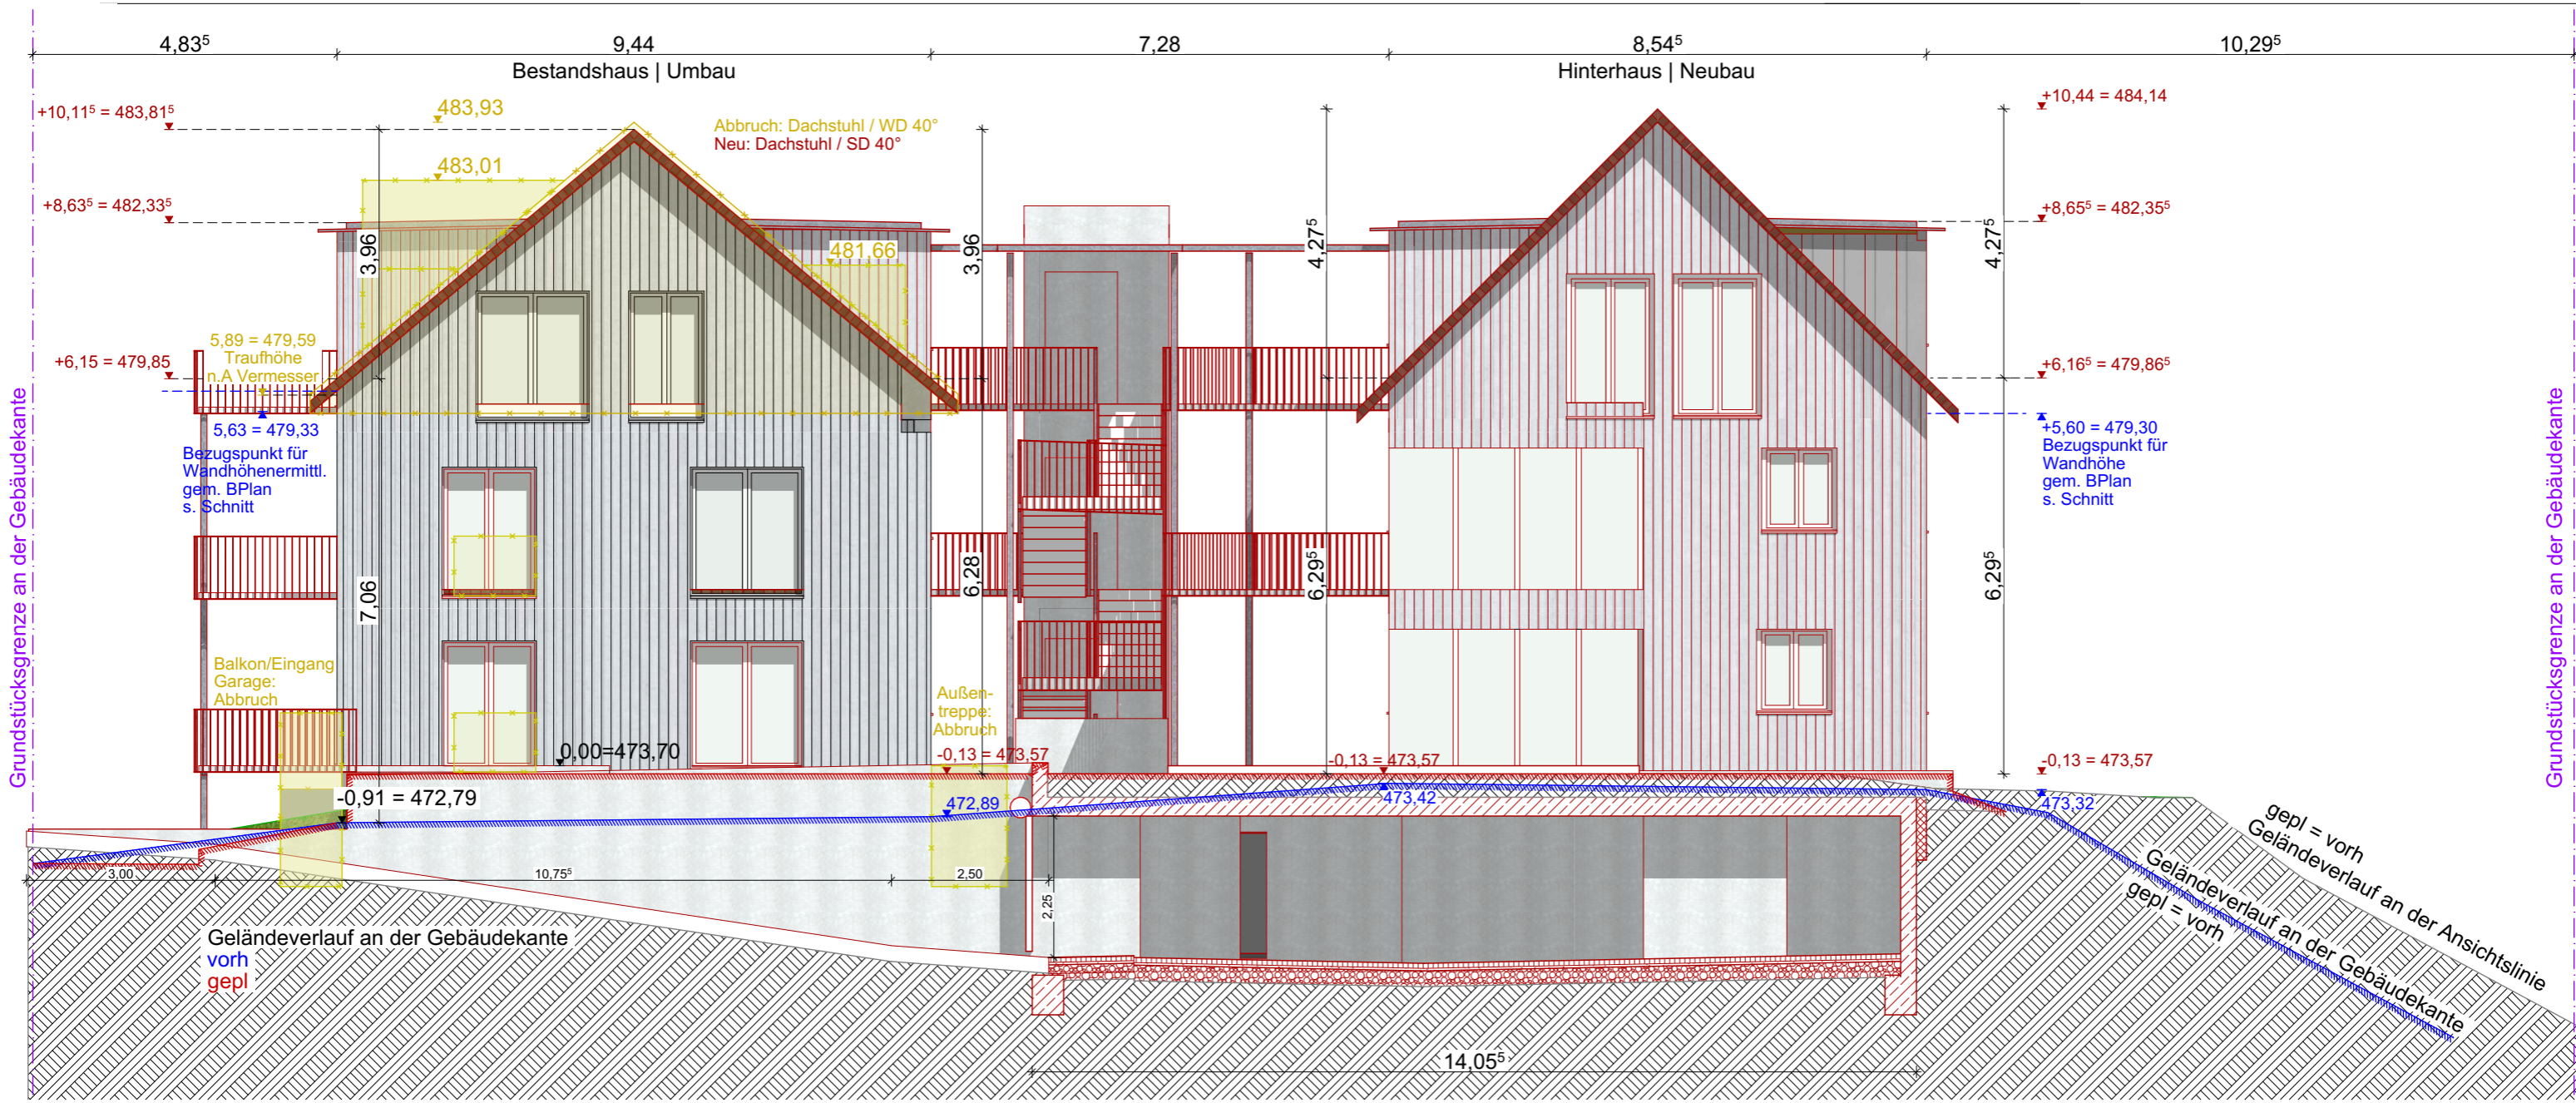 4,83⁵
9,44
7,28
8,54⁵
10,29⁵
Bestandshaus | Umbau
Hinterhaus | Neubau
+10,11⁵ = 483,81⁵
483,93
Abbruch: Dachstuhl / WD 40°
Neu: Dachstuhl / SD 40°
+10,44 = 484,14
483,01
+8,63⁵ = 482,33⁵
+8,65⁵ = 482,35⁵
3,96
481,66
3,96
4,27⁵
4,27⁵
5,89 = 479,59
Traufhöhe
n.A Vermesser
+6,15 = 479,85
+6,16⁵ = 479,86⁵
5,63 = 479,33
Bezugspunkt für
Wandhöhenermittl.
gem. BPlan
s. Schnitt
+5,60 = 479,30
Bezugspunkt für
Wandhöhe
gem. BPlan
s. Schnitt
Grundstücksgrenze an der Gebäudekante
Grundstücksgrenze an der Gebäudekante
7,06
6,28
6,29⁵
6,29⁵
Balkon/Eingang
Garage:
Abbruch
Außen-
treppe:
Abbruch
0,00=473,70
-0,13 = 473,57
-0,13 = 473,57
-0,13 = 473,57
-0,91 = 472,79
472,89
473,42
473,32
3,00
10,75⁵
2,50
2,25
gepl = vorh
Geländeverlauf an der Ansichtslinie
Geländeverlauf an der Gebäudekante
gepl = vorh
Geländeverlauf an der Gebäudekante
vorh
gepl
14,05⁵